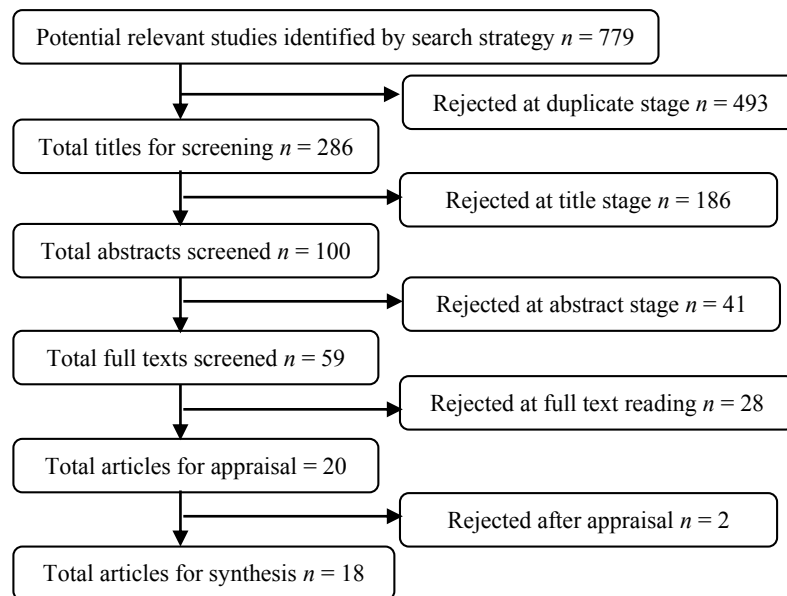 Potential relevant studies identified by search strategy n = 779
Rejected at duplicate stage n = 493
Total titles for screening n = 286
Rejected at title stage n = 186
Total abstracts screened n = 100
Rejected at abstract stage n = 41
Total full texts screened n = 59
Rejected at full text reading n = 28
Total articles for appraisal = 20
Rejected after appraisal n = 2
Total articles for synthesis n = 18